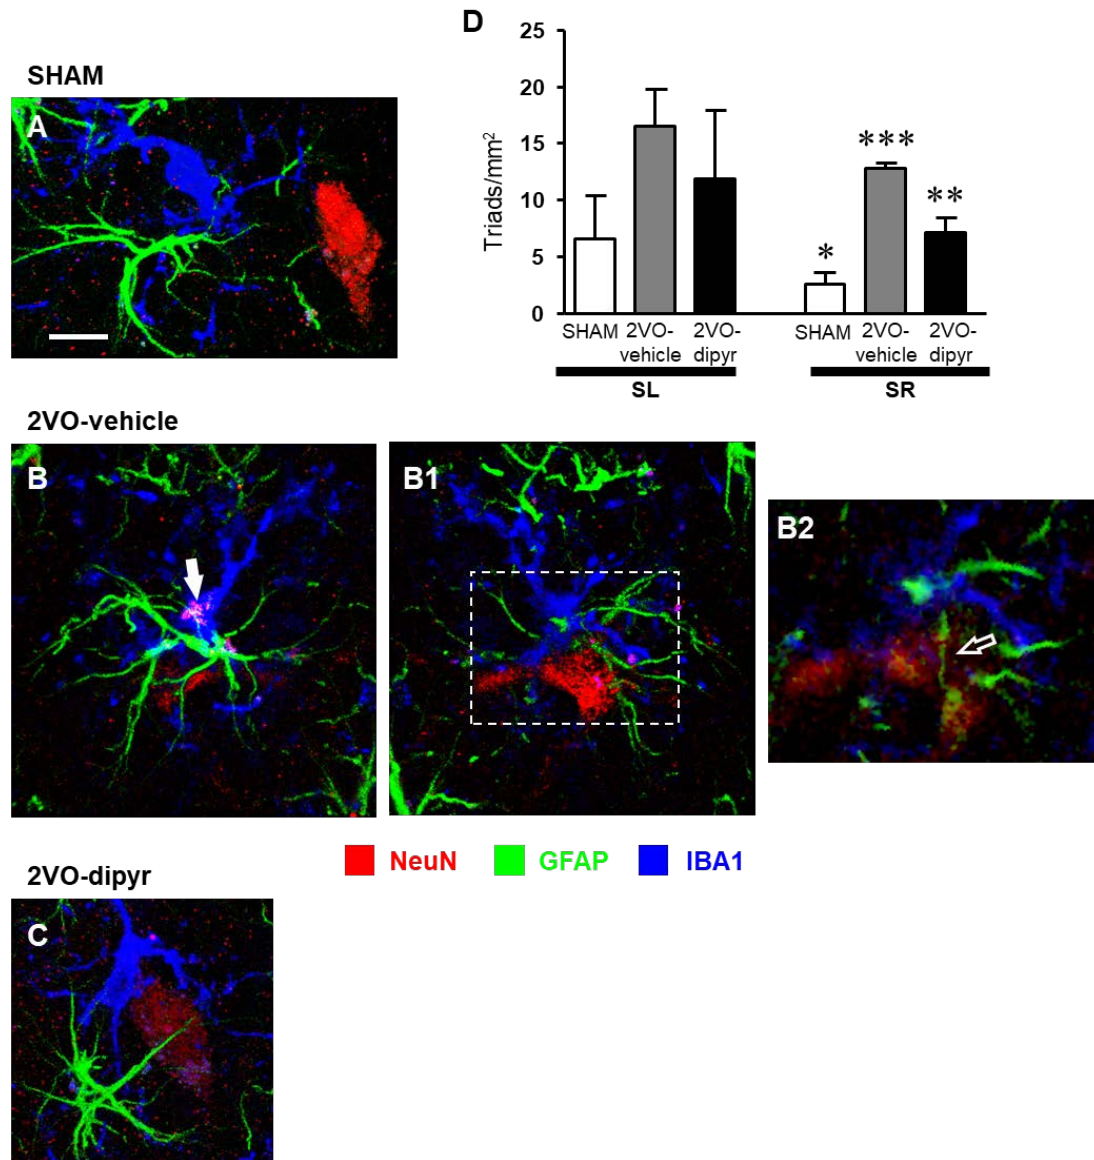 SHAM
A
D
25
20
15
10
5
0
Triads/mm²
*
***
**
SHAM
2VO-
vehicle
2VO-
dipyr
SHAM
2VO-
vehicle
2VO-
dipyr
SL
SR
2VO-vehicle
B
B1
B2
NeuN
GFAP
IBA1
2VO-dipyr
C